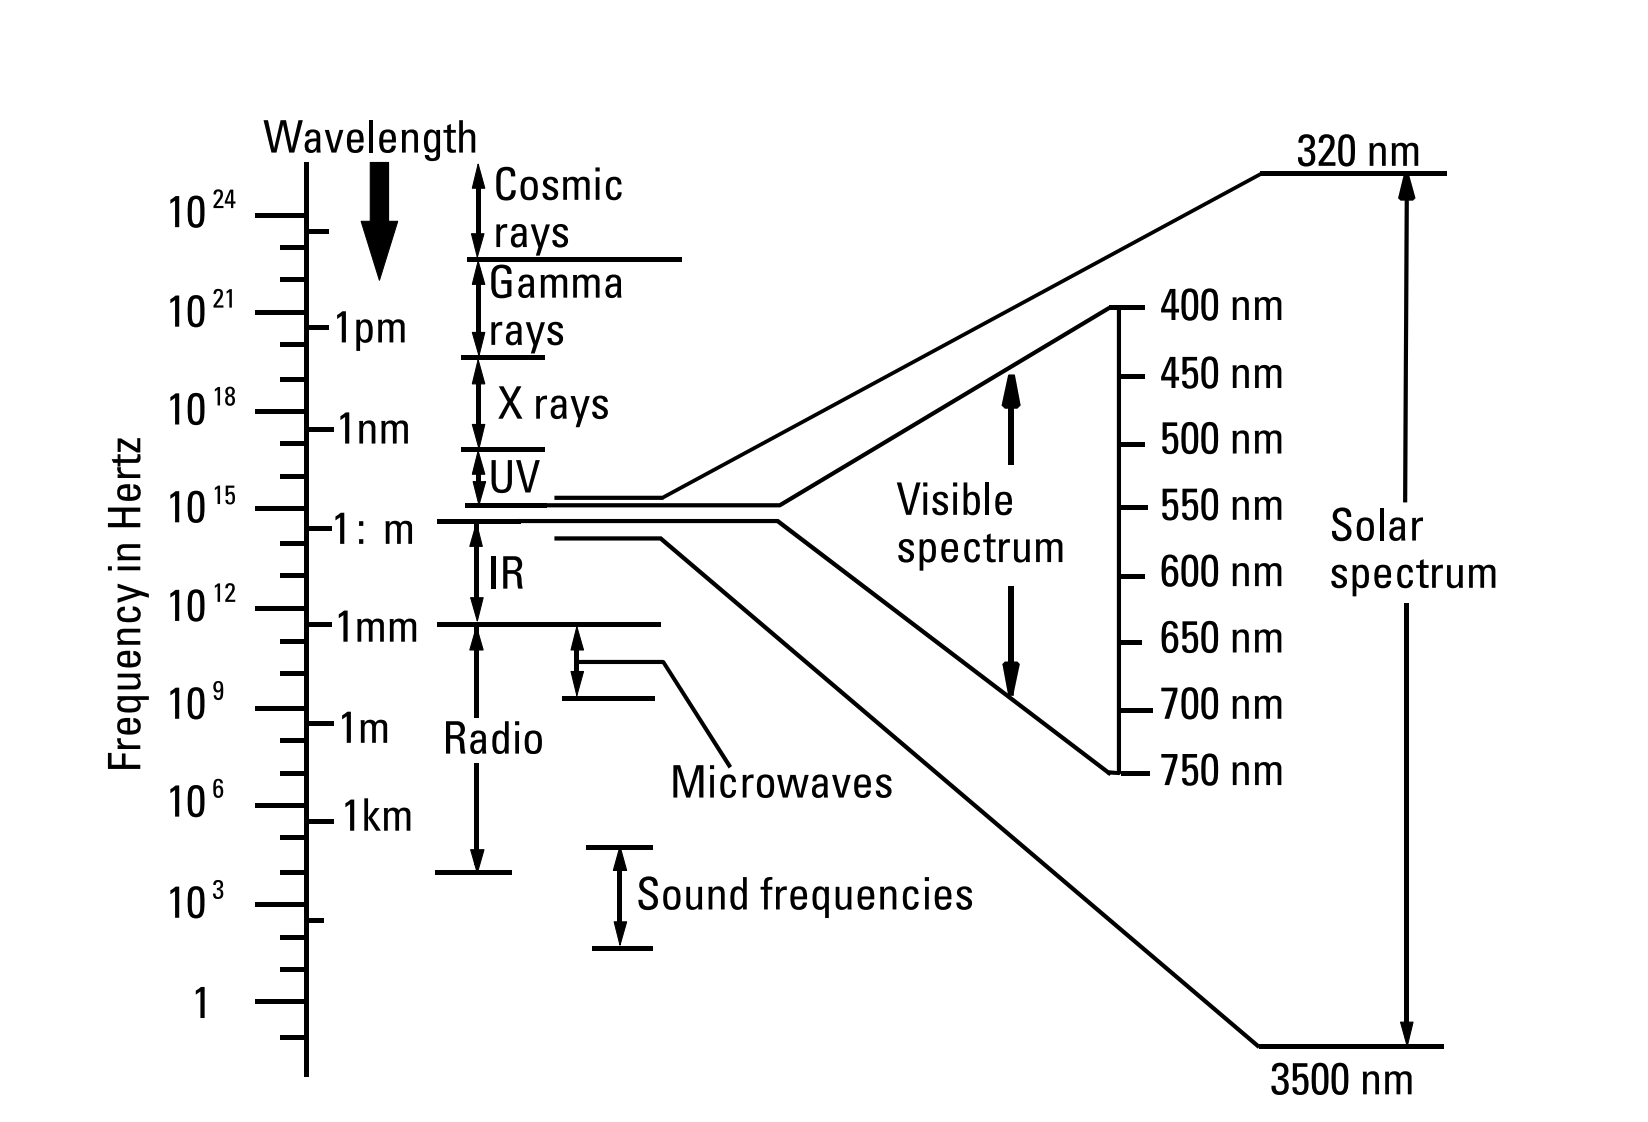 Wavelength
320 nm
Cosmic
rays
10 24
Gamma
rays
10 21
1pm
400 nm
450 nm
X rays
10 18
1nm
500 nm
UV
10 15
1: m
Visible
spectrum
550 nm
Solar
spectrum
IR
600 nm
10 12
1mm
650 nm
Frequency in Hertz
10 9
1m
Radio
700 nm
Microwaves
750 nm
10 6
1km
10 3
Sound frequencies
1
3500 nm